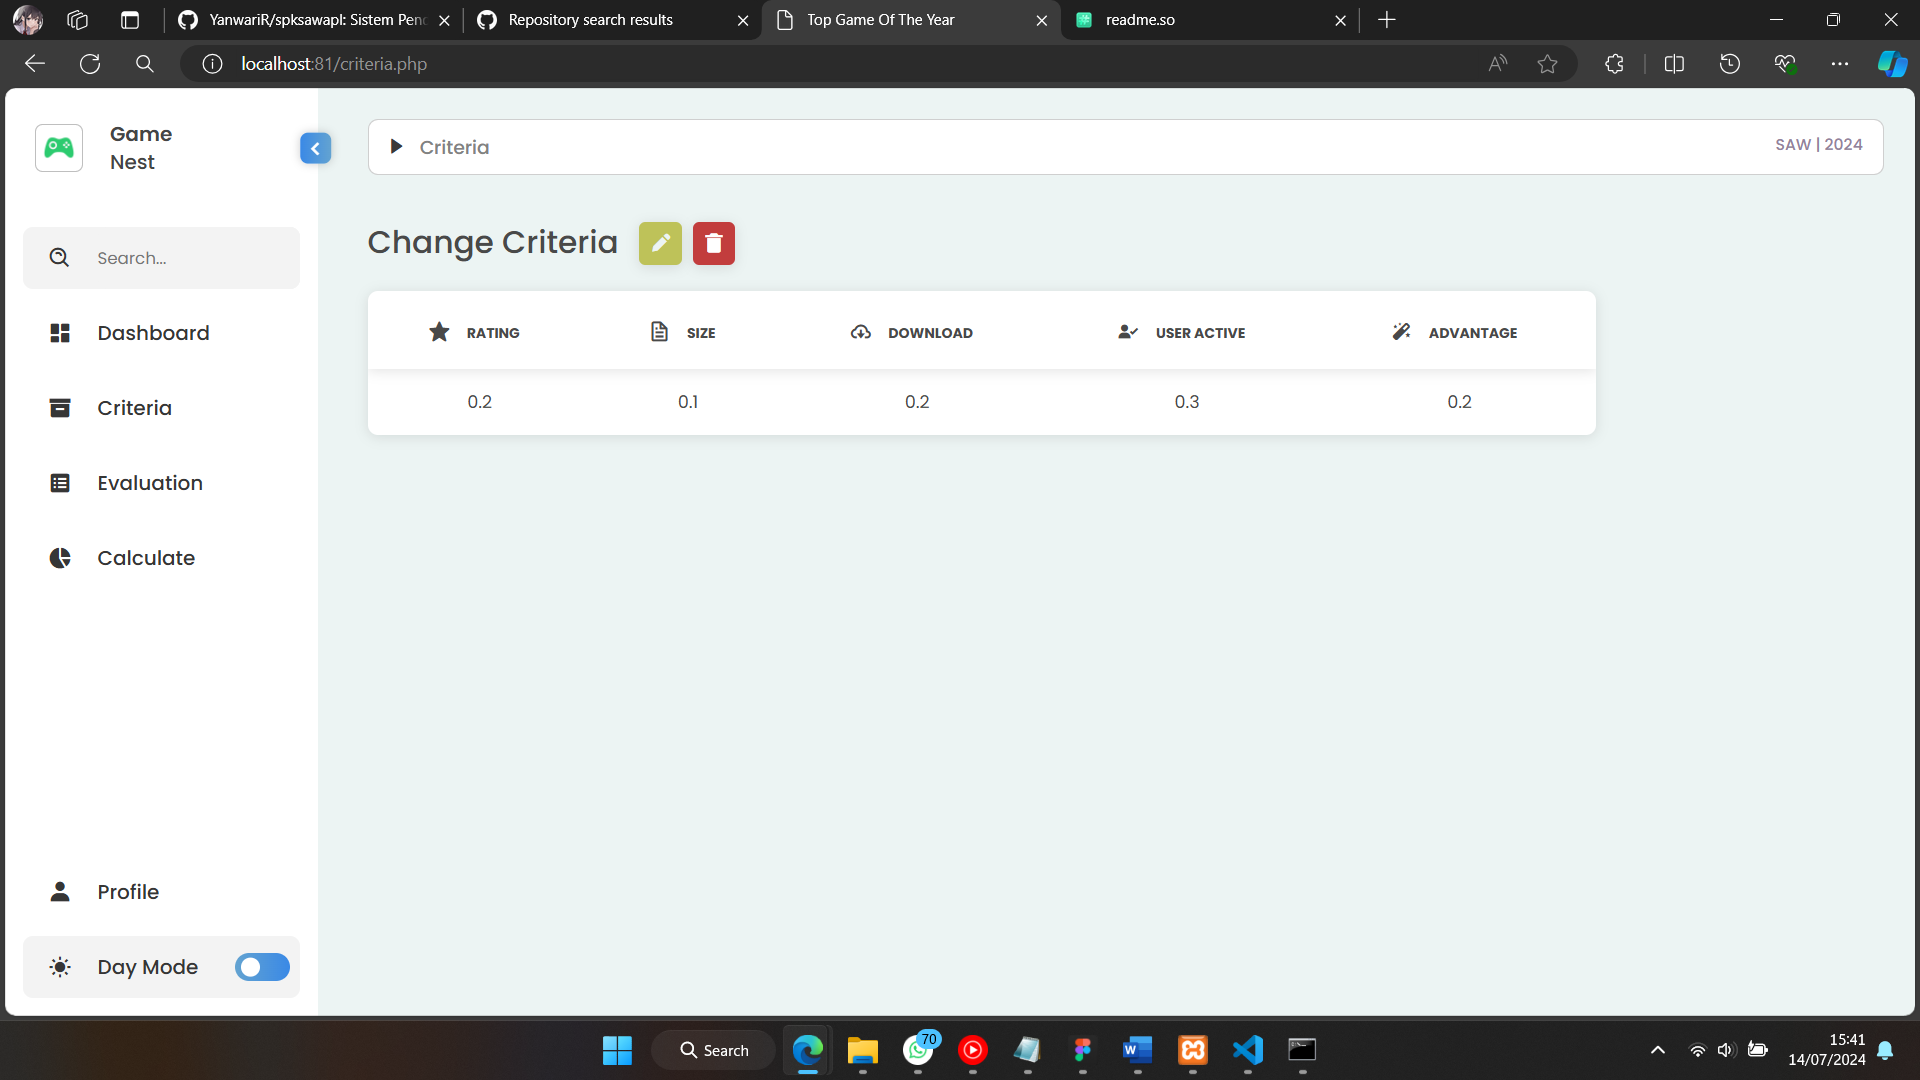 YanwariR/spksawapl: Sistem Penc
Repository search results
Top Game Of The Year
readme.so
localhost:81/criteria.php
Game
Nest
Criteria
SAW | 2024
Search...
Dashboard
Criteria
Evaluation
Calculate
Profile
Day Mode
Change Criteria
RATING SIZE DOWNLOAD USER ACTIVE ADVANTAGE
0.2 0.1 0.2 0.3 0.2
Search
70
15:41
14/07/2024